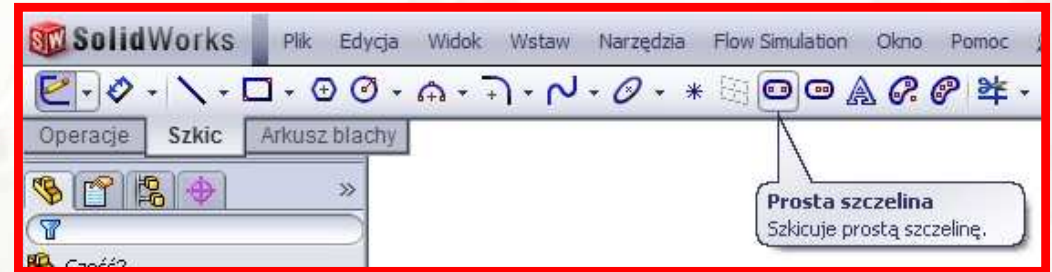 SolidWorks Plik Edycja Widok Wstaw Narzędzia Flow Simulation Okno Pomoc
Operacje Szkic Arkusz blachy
Prosta szczelina
Szkicuje prostą szczelinę.